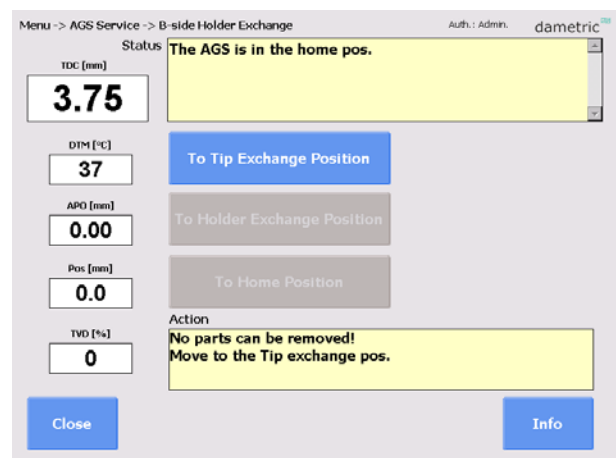 Menu -> AGS Service -> B-side Holder Exchange
Auth.: Admin.
dametric
Status
The AGS is in the home pos.
TDC [mm]
3.75
DTM [°C]
37
To Tip Exchange Position
APO [mm]
0.00
To Holder Exchange Position
Pos [mm]
0.0
To Home Position
Action
No parts can be removed!
Move to the Tip exchange pos.
TVD [%]
0
Close
Info